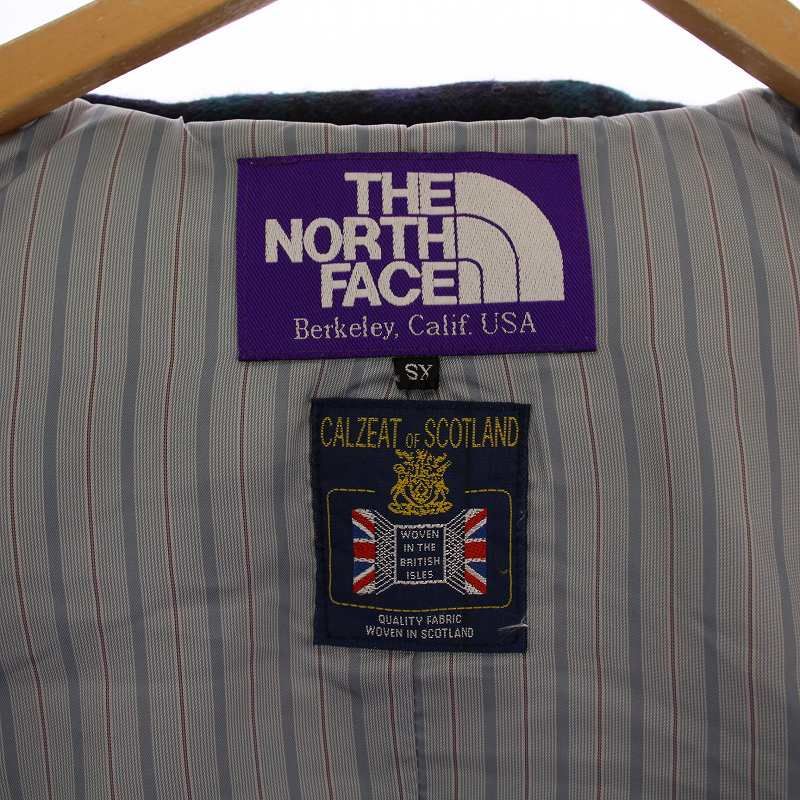 THE
NORTH
FACE
Berkeley, Calif. USA
SX
CALZEAT OF SCOTLAND
WOVEN
IN THE
BRITISH
ISLES
QUALITY FABRIC
WOVEN IN SCOTLAND